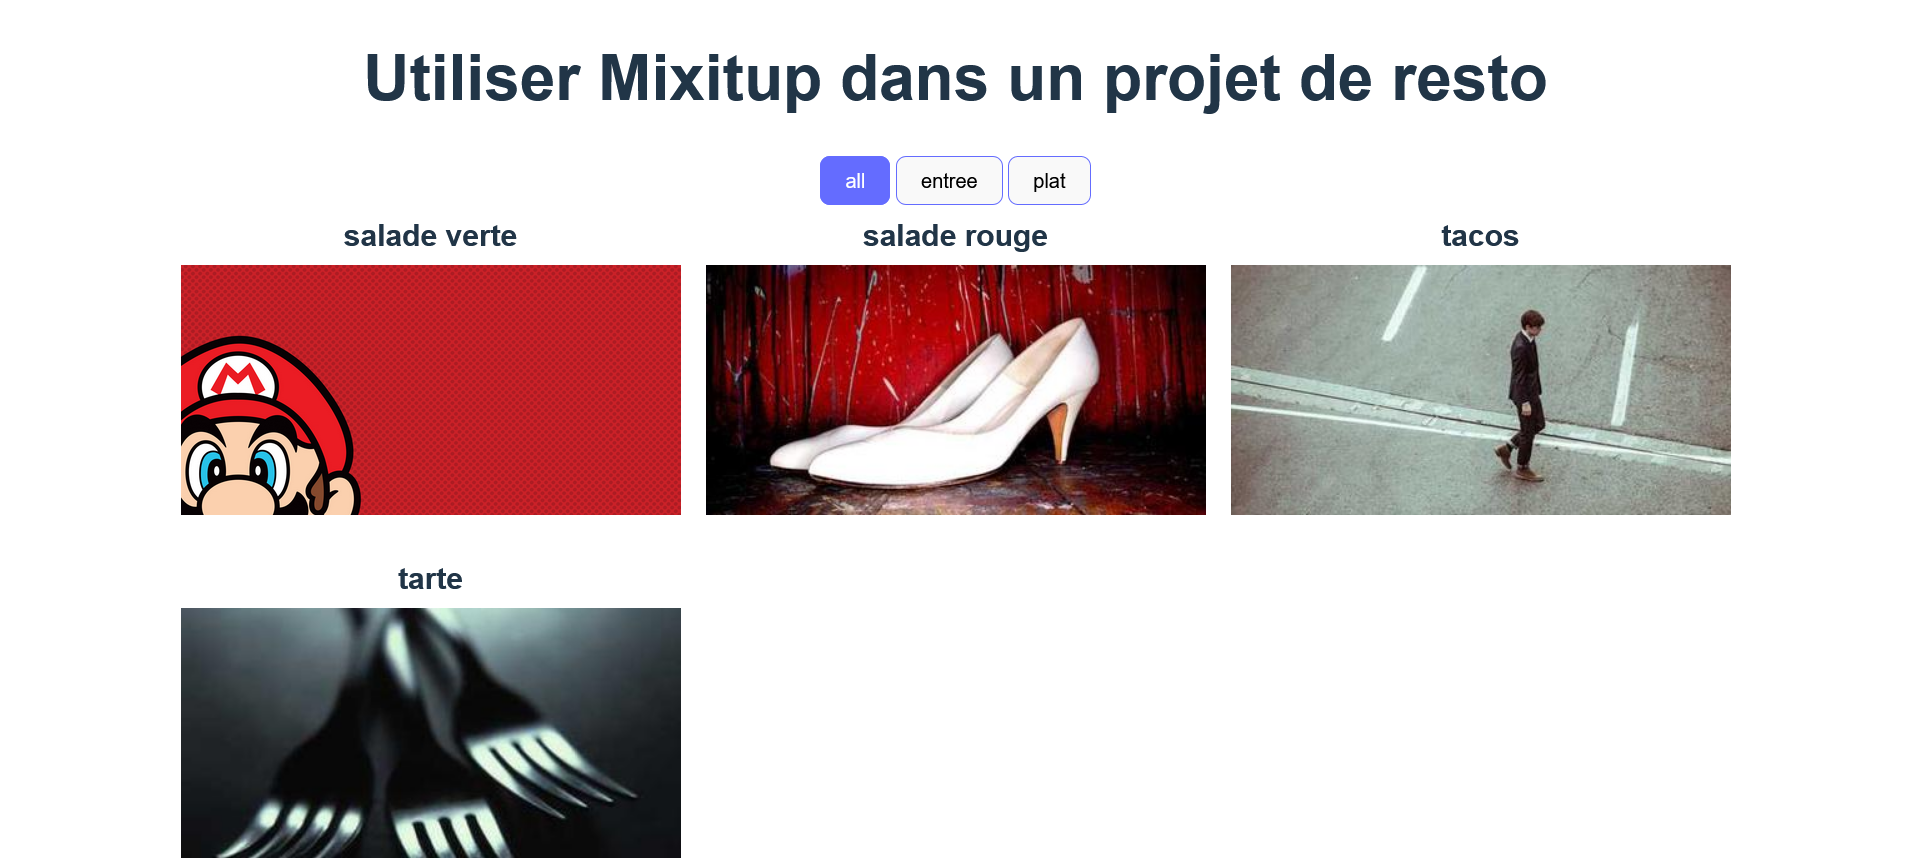 Utiliser Mixitup dans un projet de resto
all entree plat
salade verte
salade rouge
tacos
M
tarte